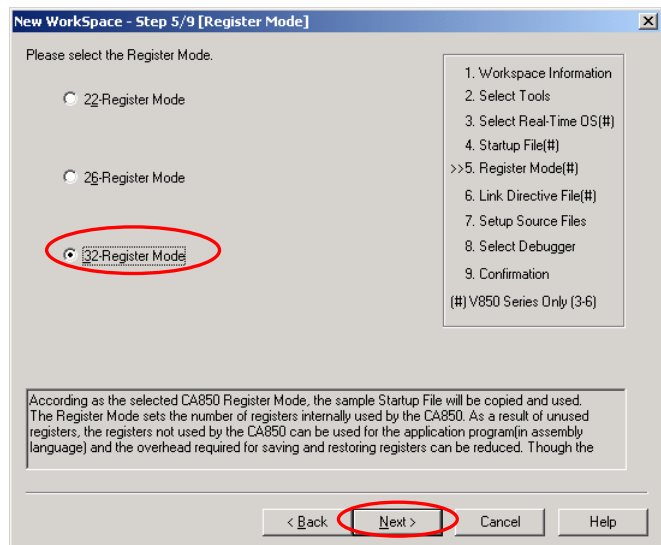 New WorkSpace - Step 5/9 [Register Mode]
Please select the Register Mode.
22-Register Mode
26-Register Mode
32-Register Mode
1. Workspace Information
2. Select Tools
3. Select Real-Time OS(#)
4. Startup File(#)
>>5. Register Mode(#)
6. Link Directive File(#)
7. Setup Source Files
8. Select Debugger
9. Confirmation
(#) V850 Series Only (3-6)
According as the selected CA850 Register Mode, the sample Startup File will be copied and used.
The Register Mode sets the number of registers internally used by the CA850. As a result of unused
registers, the registers not used by the CA850 can be used for the application program(in assembly
language) and the overhead required for saving and restoring registers can be reduced. Though the
< Back
Next >
Cancel
Help